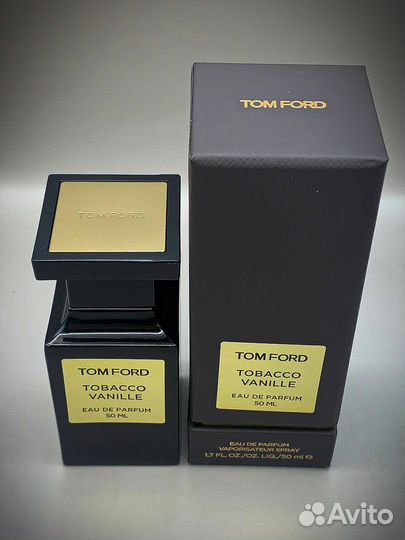 TOM FORD
TOM FORD
TOM FORD
TOBACCO
VANILLE
EAU DE PARFUM
50 ML
TOM FORD
TOBACCO
VANILLE
EAU DE PARFUM
50 ML
EAU DE PARFUM
VAPORISATEUR SPRAY
1.7 FL. OZ./OZ. LIQ./50 ml ℮
Avito